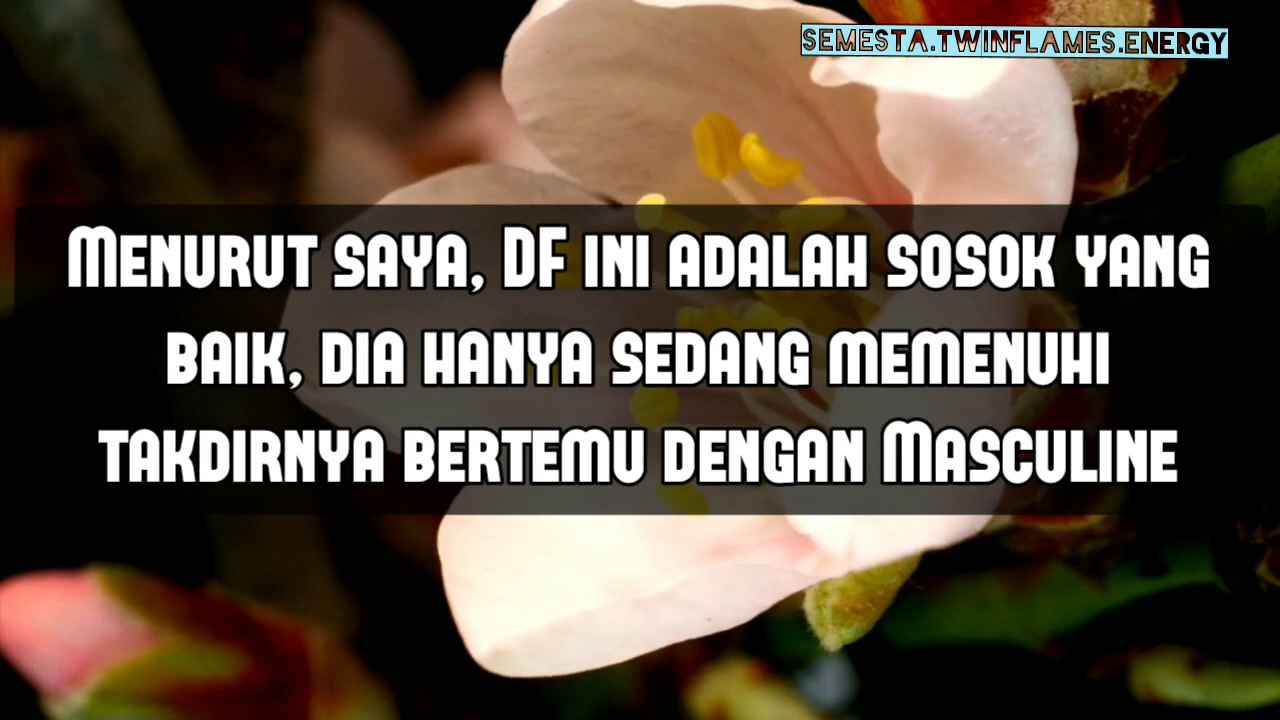 SEMESTA.TWINFLAMES.ENERGY
Menurut saya, DF ini adalah sosok yang
baik, dia hanya sedang memenuhi
takdirnya bertemu dengan Masculine